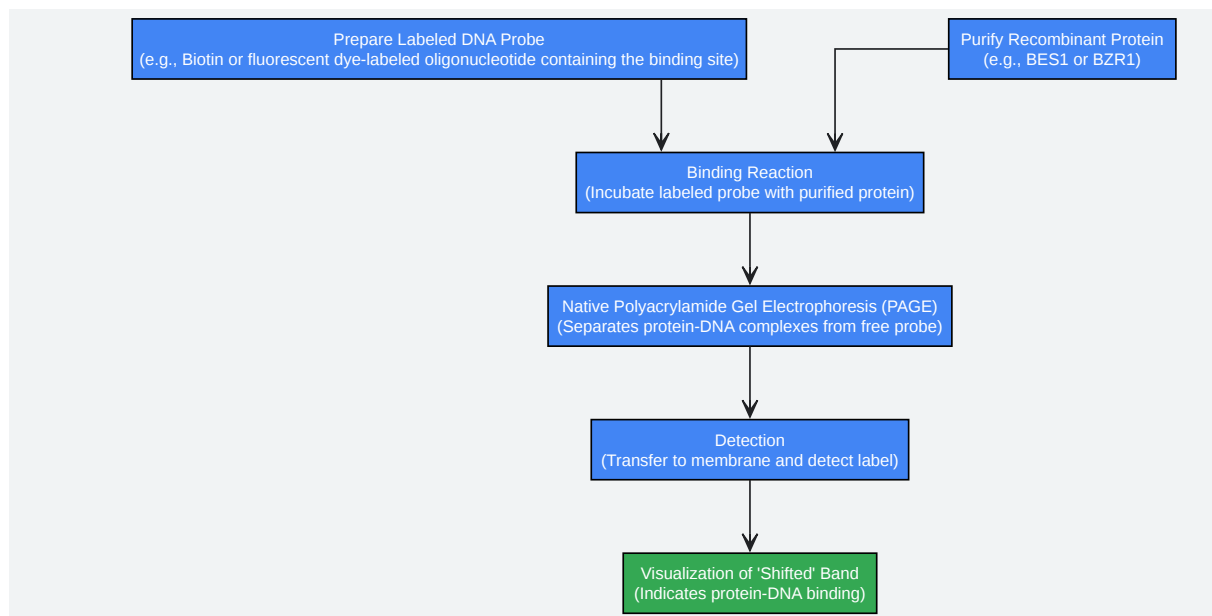 Prepare Labeled DNA Probe
(e.g., Biotin or fluorescent dye-labeled oligonucleotide containing the binding site)
Purify Recombinant Protein
(e.g., BES1 or BZR1)
Binding Reaction
(Incubate labeled probe with purified protein)
Native Polyacrylamide Gel Electrophoresis (PAGE)
(Separates protein-DNA complexes from free probe)
Detection
(Transfer to membrane and detect label)
Visualization of 'Shifted' Band
(Indicates protein-DNA binding)